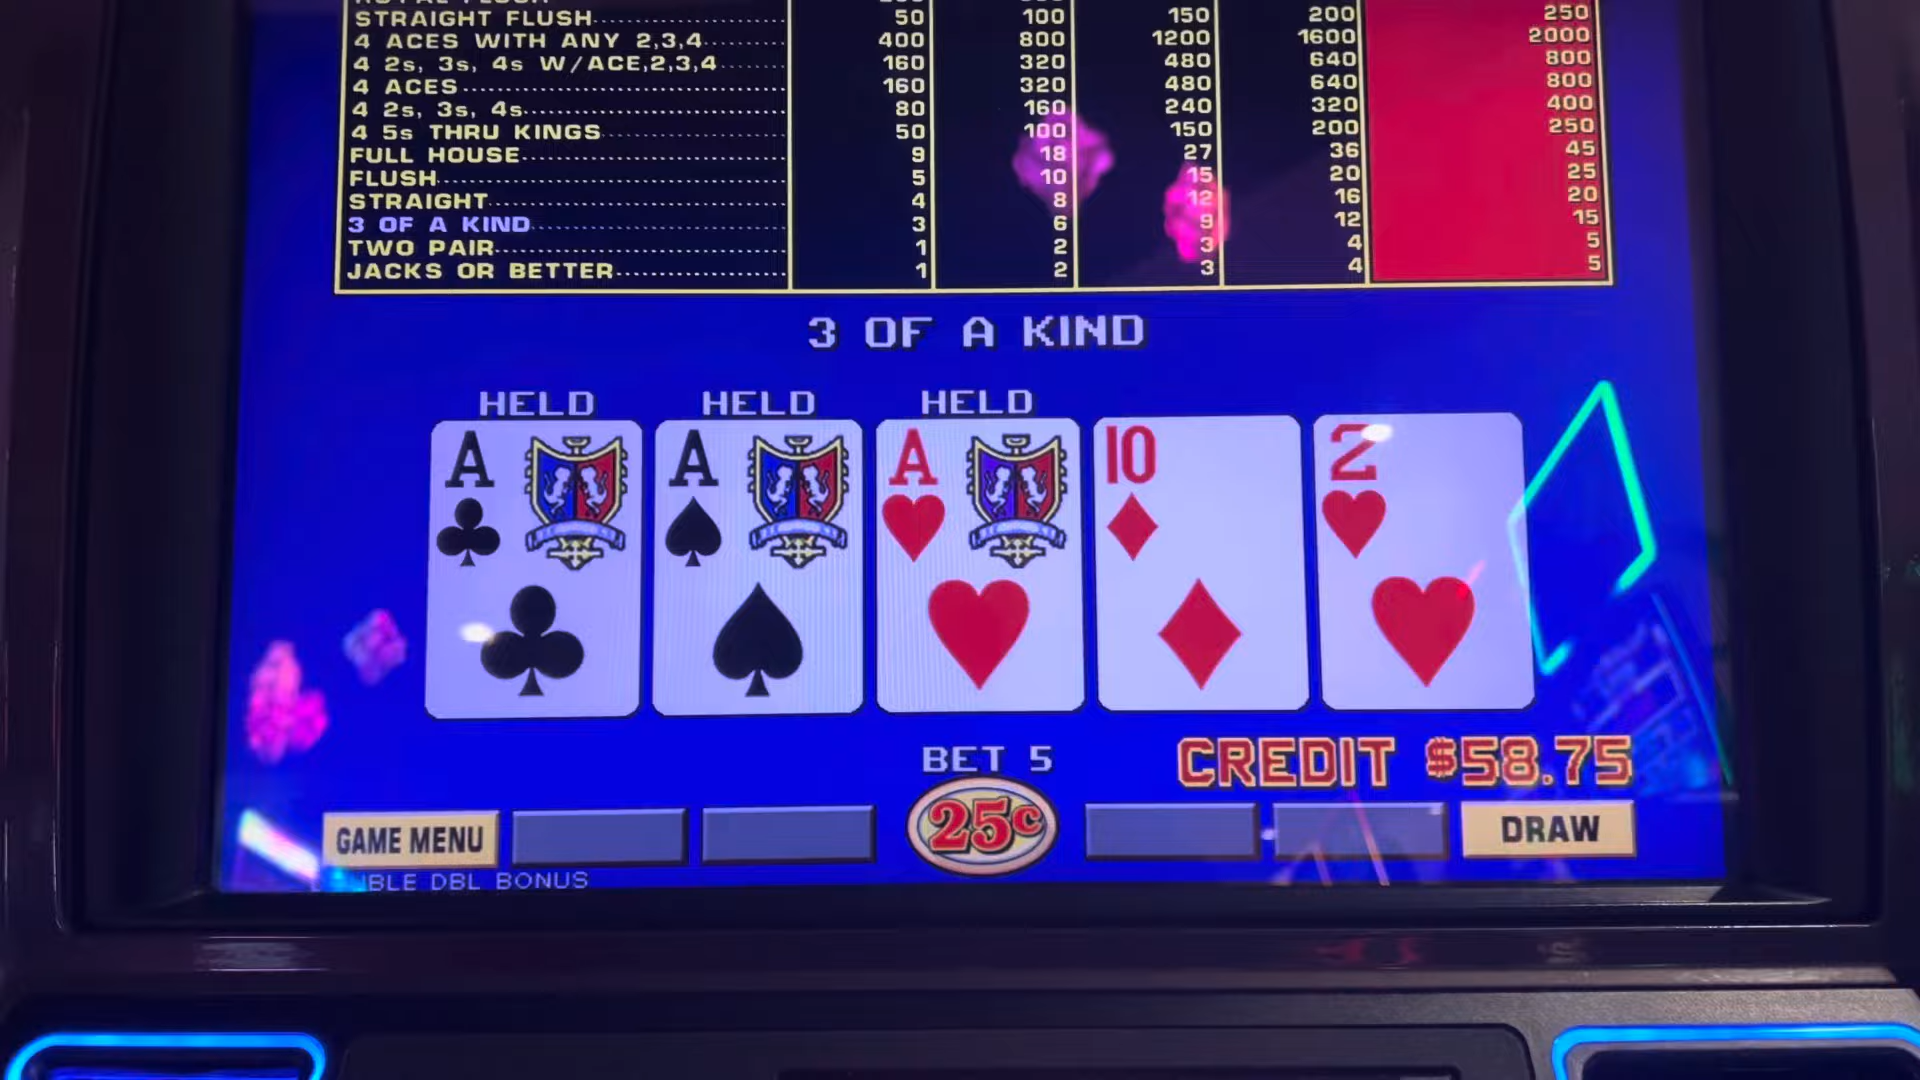 STRAIGHT FLUSH 50 100 150 200 250
4 ACES WITH ANY 2,3,4 400 800 1200 1600 2000
4 2s, 3s, 4s W/ACE,2,3,4 160 320 480 640 800
4 ACES 160 320 480 640 800
4 2s, 3s, 4s 80 160 240 320 400
4 5s THRU KINGS 50 100 150 200 250
FULL HOUSE 9 18 27 36 45
FLUSH 5 10 15 20 25
STRAIGHT 4 8 12 16 20
3 OF A KIND 3 6 9 12 15
TWO PAIR 1 2 3 4 5
JACKS OR BETTER 1 2 3 4 5
3 OF A KIND
HELD HELD HELD
A A A 10 2
BET 5 CREDIT $58.75
GAME MENU 25¢ DRAW
DBL BONUS